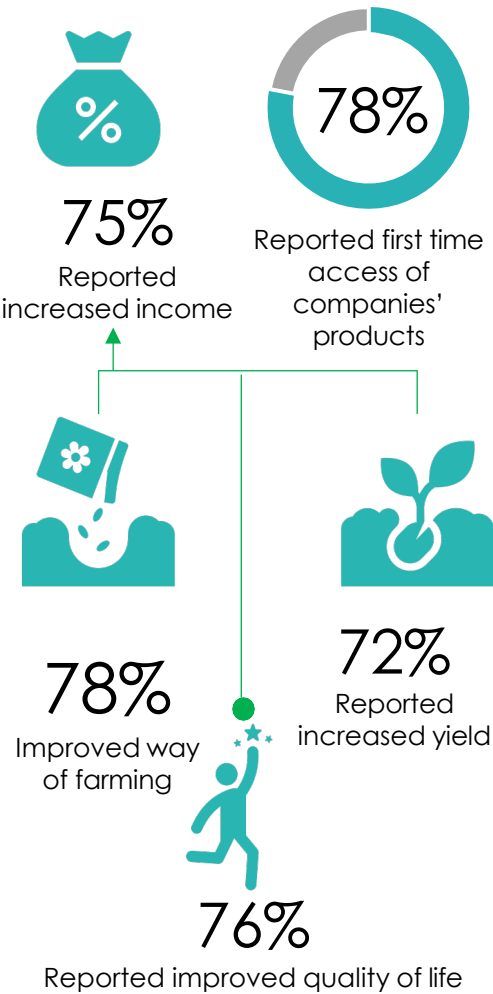 %
75%
Reported
increased income
78%
Reported first time
access of
companies’
products
78%
Improved way
of farming
72%
Reported
increased yield
76%
Reported improved quality of life